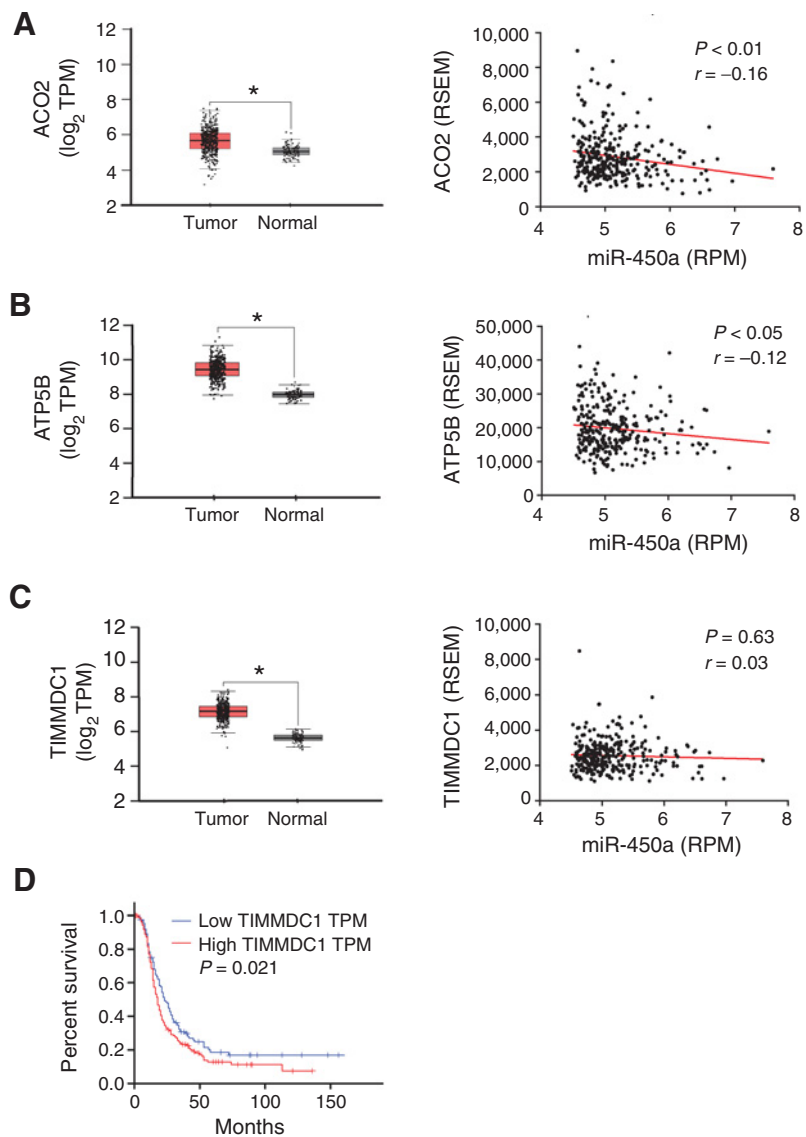 A
ACO2
(log2 TPM)
12
10
8
6
4
2
*
Tumor Normal
ACO2 (RSEM)
10,000
8,000
6,000
4,000
2,000
0
P < 0.01
r = –0.16
4 5 6 7 8
miR-450a (RPM)
B
ATP5B
(log2 TPM)
12
10
8
6
4
2
*
Tumor Normal
ATP5B (RSEM)
50,000
40,000
30,000
20,000
10,000
0
P < 0.05
r = –0.12
4 5 6 7 8
miR-450a (RPM)
C
TIMMDC1
(log2 TPM)
12
10
8
6
4
2
*
Tumor Normal
TIMMDC1 (RSEM)
10,000
8,000
6,000
4,000
2,000
0
P = 0.63
r = 0.03
4 5 6 7 8
miR-450a (RPM)
D
Percent survival
1.0
0.8
0.6
0.4
0.2
0.0
Low TIMMDC1 TPM
High TIMMDC1 TPM
P = 0.021
0 50 100 150
Months